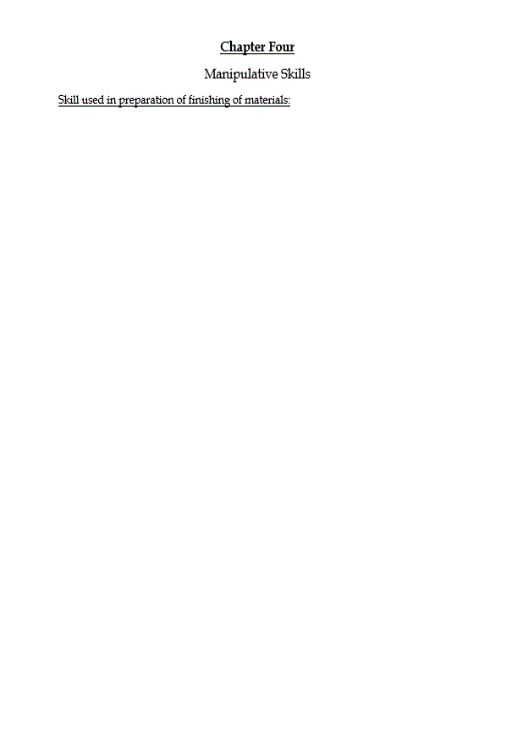 Chapter Four
Manipulative Skills
Skill used in preparation of finishing of materials: